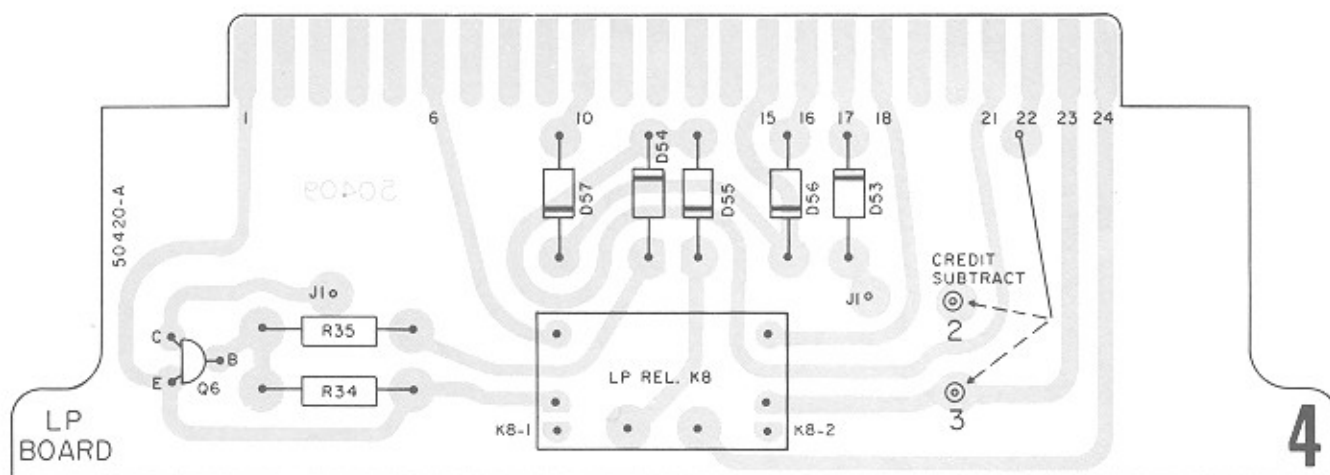 1 6 10 15 16 17 18 21 22 23 24
D54
50420-A
50409
D57
D55
D56
D53
CREDIT
SUBTRACT
J1
J1
2
C
R35
B
E
Q6
R34
LP REL. K8
3
K8-1
K8-2
LP
BOARD
4